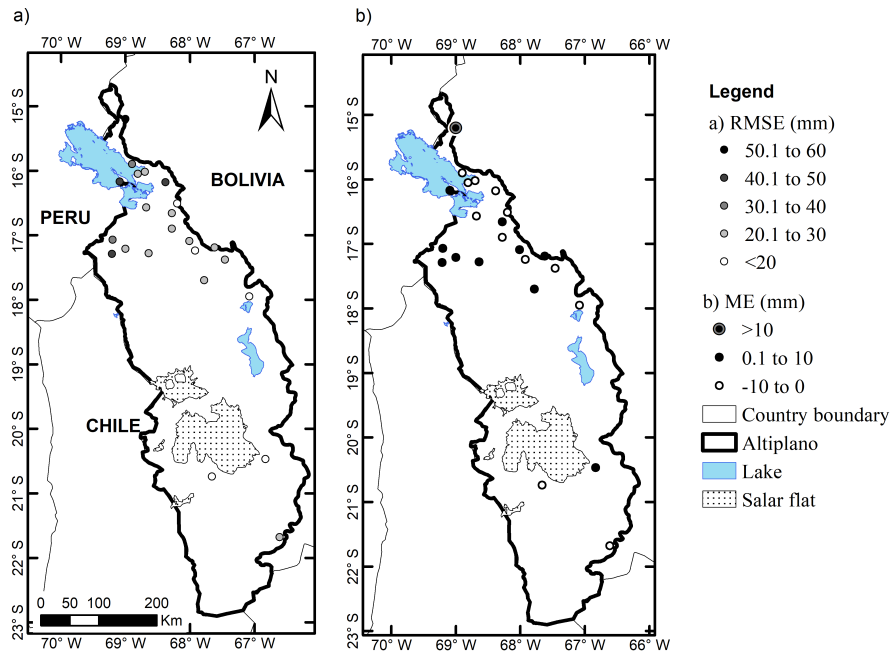 a)
70° W 69° W 68° W 67° W
15° S
16° S
17° S
18° S
19° S
20° S
21° S
22° S
23° S
N
BOLIVIA
PERU
CHILE
0 50 100 200
Km
70° W 69° W 68° W 67° W
b)
70° W 69° W 68° W 67° W 66° W
15° S
16° S
17° S
18° S
19° S
20° S
21° S
22° S
23° S
70° W 69° W 68° W 67° W 66° W
Legend
a) RMSE (mm)
50.1 to 60
40.1 to 50
30.1 to 40
20.1 to 30
<20
b) ME (mm)
>10
0.1 to 10
-10 to 0
Country boundary
Altiplano
Lake
Salar flat